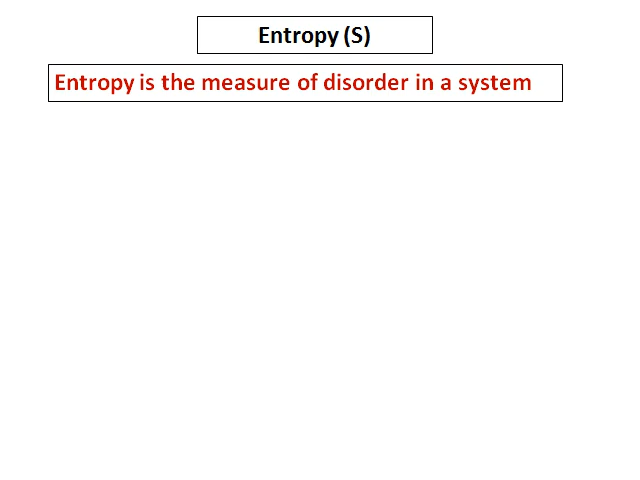 Entropy (S)
Entropy is the measure of disorder in a system